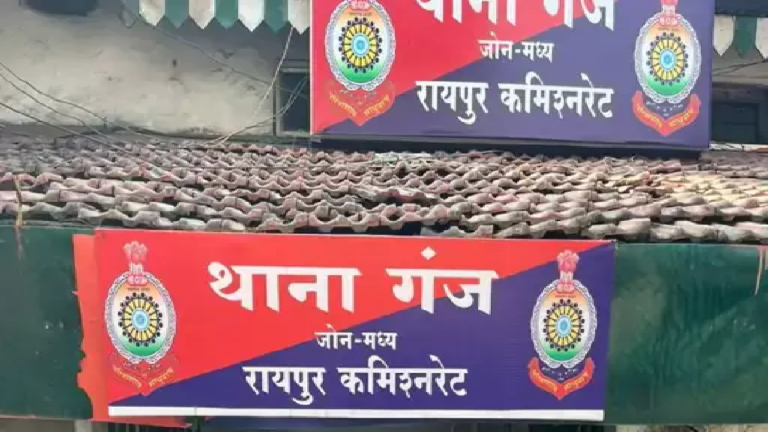 थाना गंज
जोन-मध्य
रायपुर कमिश्नरेट
थाना गंज
जोन-मध्य
रायपुर कमिश्नरेट